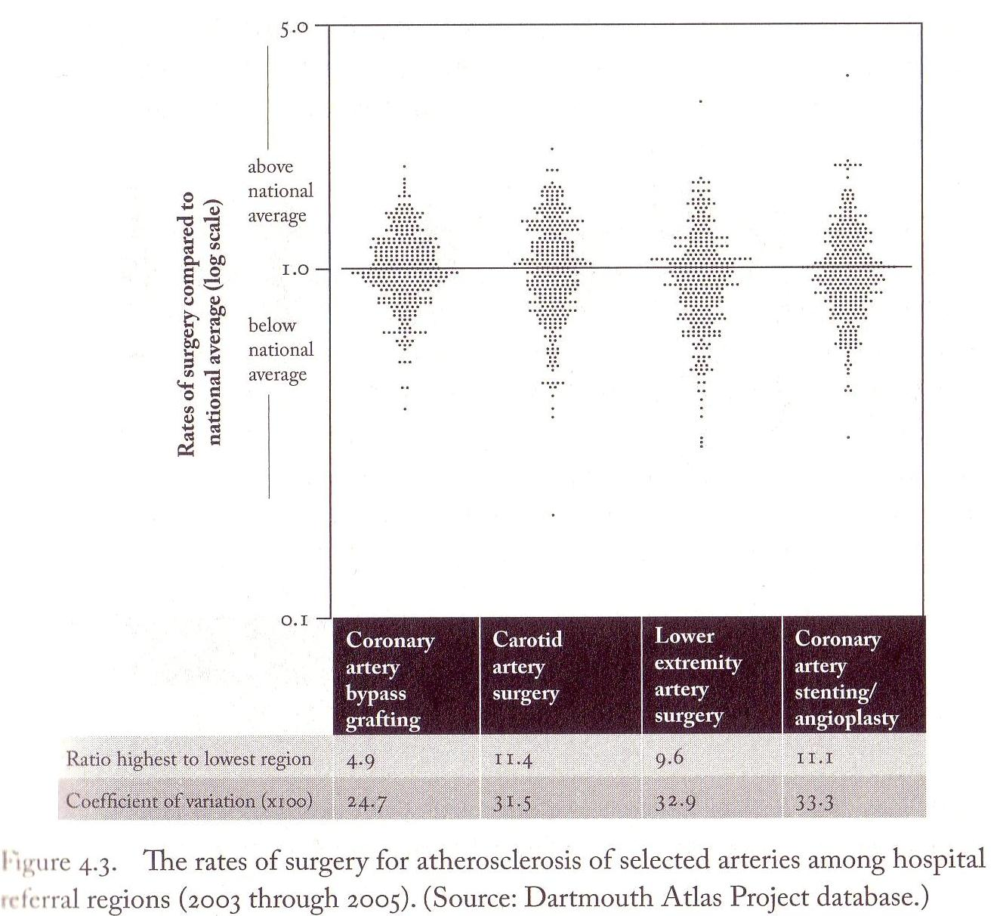 5.0
above
national
average
Rates of surgery compared to
national average (log scale)
1.0
below
national
average
0.1
Coronary
artery
bypass
grafting
Carotid
artery
surgery
Lower
extremity
artery
surgery
Coronary
artery
stenting/
angioplasty
Ratio highest to lowest region 4.9 11.4 9.6 11.1
Coefficient of variation (x100) 24.7 31.5 32.9 33.3
Figure 4.3. The rates of surgery for atherosclerosis of selected arteries among hospital
referral regions (2003 through 2005). (Source: Dartmouth Atlas Project database.)